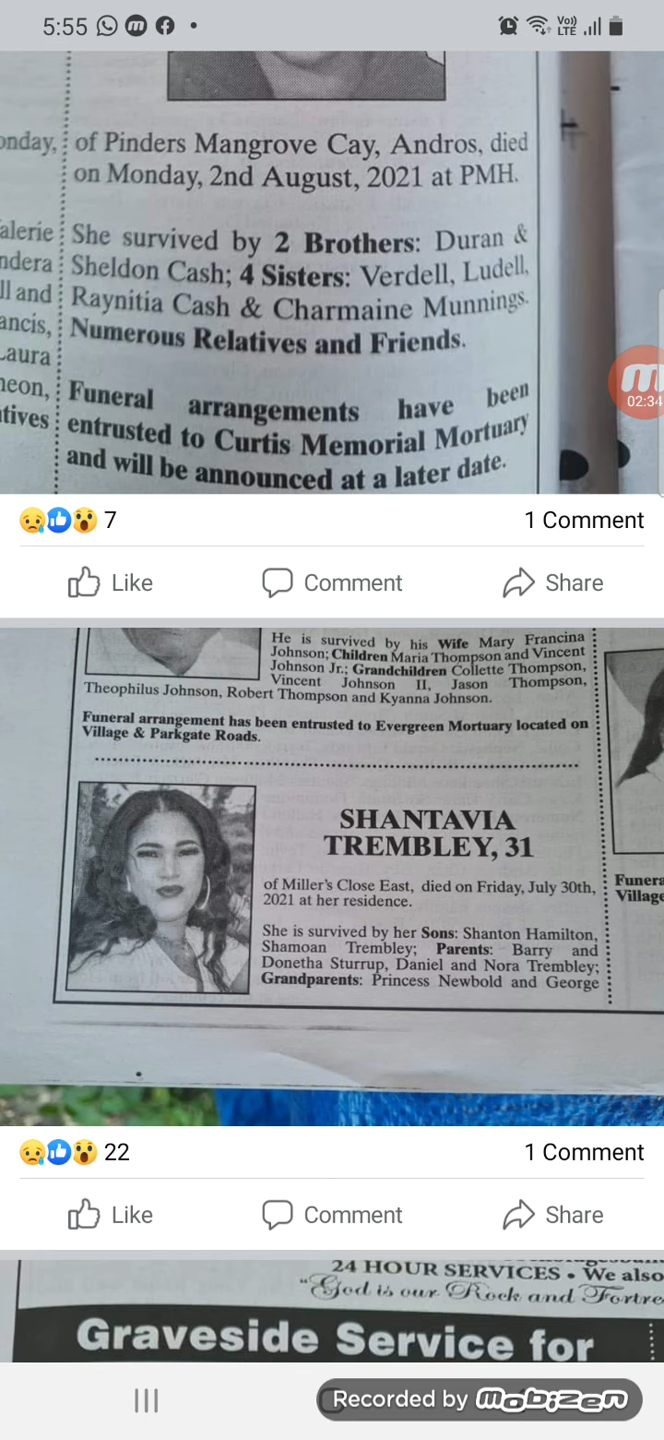 5:55
Vo))
LTE
onday, of Pinders Mangrove Cay, Andros, died
on Monday, 2nd August, 2021 at PMH.
alerie She survived by 2 Brothers: Duran &
ndera Sheldon Cash; 4 Sisters: Verdell, Ludell,
ll and Raynitia Cash & Charmaine Munnings.
ancis, Numerous Relatives and Friends.
Laura
neon, Funeral arrangements have been
tives entrusted to Curtis Memorial Mortuary
and will be announced at a later date.
02:34
7
1 Comment
Like
Comment
Share
He is survived by his Wife Mary Francina
Johnson; Children Maria Thompson and Vincent
Johnson Jr.; Grandchildren Collette Thompson,
Vincent Johnson II, Jason Thompson,
Theophilus Johnson, Robert Thompson and Kyanna Johnson.
Funeral arrangement has been entrusted to Evergreen Mortuary located on
Village & Parkgate Roads.
SHANTAVIA
TREMBLEY, 31
of Miller's Close East, died on Friday, July 30th,
2021 at her residence.
She is survived by her Sons: Shanton Hamilton,
Shamoan Trembley; Parents: Barry and
Donetha Sturrup, Daniel and Nora Trembley;
Grandparents: Princess Newbold and George
Funera
Village
22
1 Comment
Like
Comment
Share
24 HOUR SERVICES • We also
"God is our Rock and Fortre
Graveside Service for
Recorded by mobizen